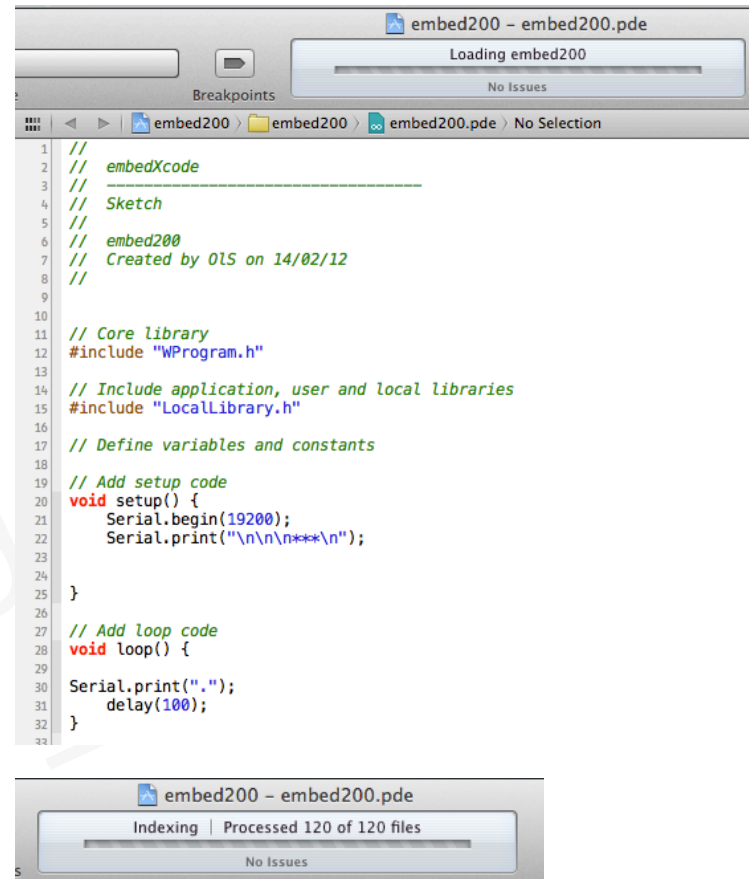 embed200 – embed200.pde
Loading embed200
No Issues
Breakpoints
embed200 〉 embed200 〉 embed200.pde 〉 No Selection
1 //
2 // embedXcode
3 // ----------------------------------
4 // Sketch
5 //
6 // embed200
7 // Created by OlS on 14/02/12
8 //
9
10
11 // Core library
12 #include "WProgram.h"
13
14 // Include application, user and local libraries
15 #include "LocalLibrary.h"
16
17 // Define variables and constants
18
19 // Add setup code
20 void setup() {
21     Serial.begin(19200);
22     Serial.print("\n\n\n***\n");
23
24
25 }
26
27 // Add loop code
28 void loop() {
29
30 Serial.print(".");
31     delay(100);
32 }
33
embed200 – embed200.pde
Indexing | Processed 120 of 120 files
No Issues
s